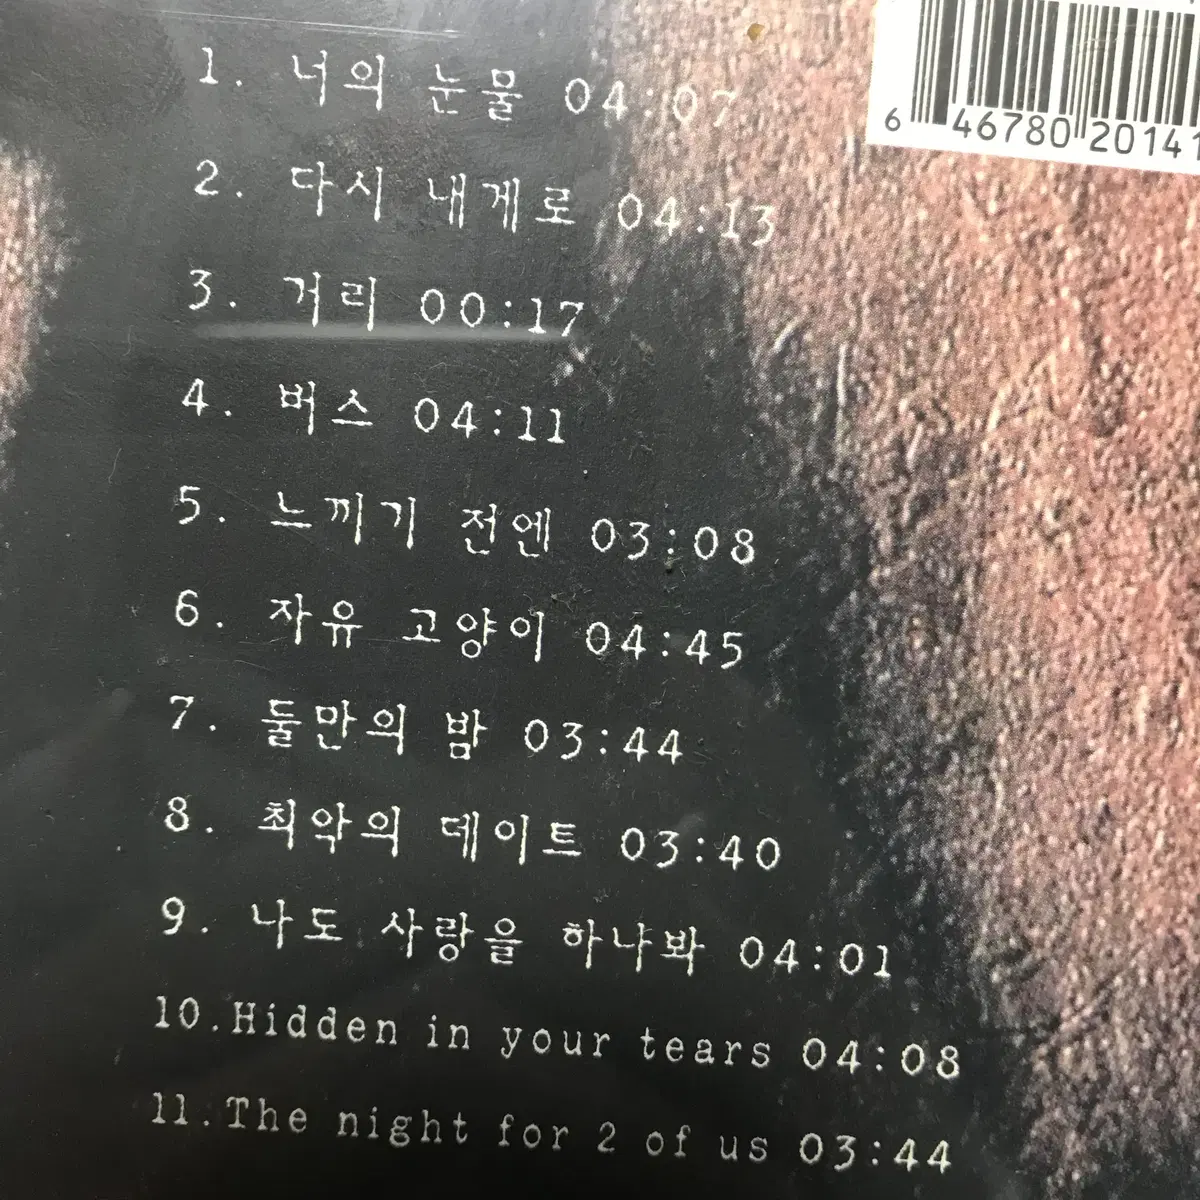 1. 너의 눈물 04:07
2. 다시 내게로 04:13
3. 거리 00:17
4. 버스 04:11
5. 느끼기 전엔 03:08
6. 자유 고양이 04:45
7. 둘만의 밤 03:44
8. 최악의 데이트 03:40
9. 나도 사랑을 하나봐 04:01
10.Hidden in your tears 04:08
11.The night for 2 of us 03:44
6 46780 20141